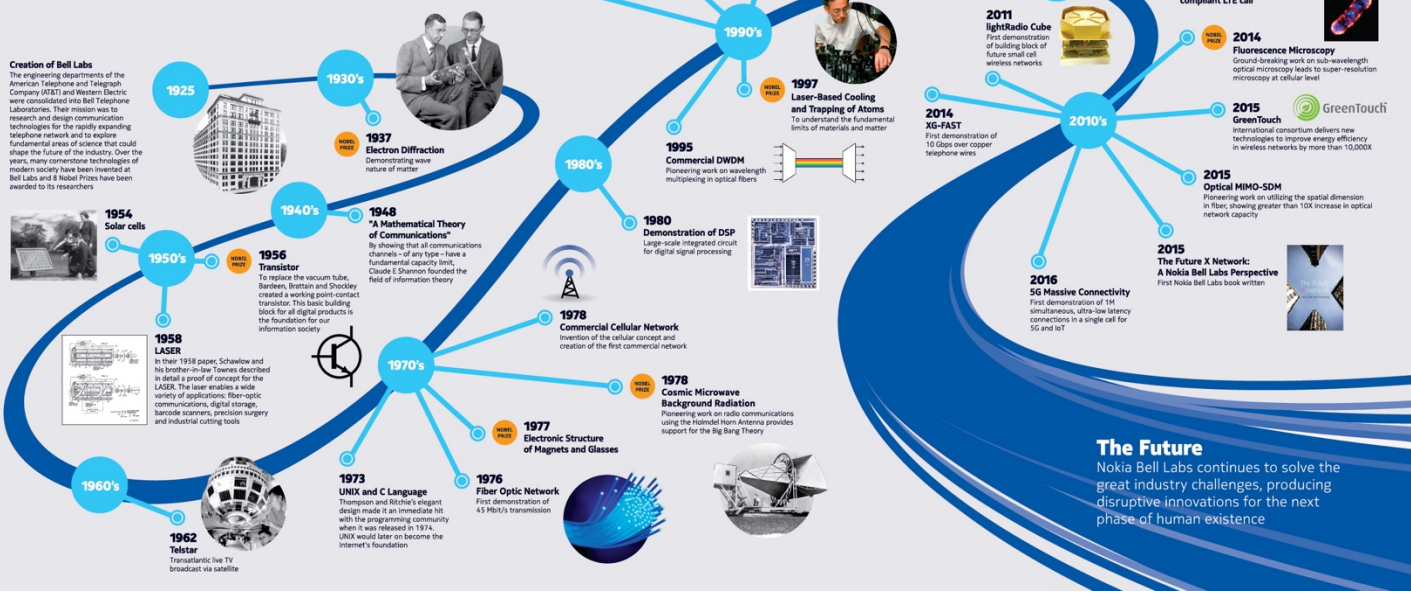 Creation of Bell Labs
The engineering departments of the
American Telephone and Telegraph
Company (AT&T) and Western Electric
were consolidated into Bell Telephone
Laboratories. Their mission was to
research and design communication
technologies for the rapidly expanding
telephone network and to explore
fundamental areas of science that could
shape the future of the industry. Over the
years, many cornerstone technologies of
modern society have been invented at
Bell Labs and 8 Nobel Prizes have been
awarded to its researchers
1925
1930's
NOBEL
PRIZE
1937
Electron Diffraction
Demonstrating wave
nature of matter
1940's
1948
"A Mathematical Theory
of Communications"
By showing that all communications
channels – of any type – have a
fundamental capacity limit,
Claude E Shannon founded the
field of information theory
1950's
1954
Solar cells
NOBEL
PRIZE
1956
Transistor
To replace the vacuum tube,
Bardeen, Brattain and Shockley
created a working point-contact
transistor. This basic building
block for all digital products is
the foundation for our
information society
1958
LASER
In their 1958 paper, Schawlow and
his brother-in-law Townes described
in detail a proof of concept for the
LASER. The laser enables a wide
variety of applications: fiber-optic
communications, digital storage,
barcode scanners, precision surgery
and industrial cutting tools
1960's
1962
Telstar
Transatlantic live TV
broadcast via satellite
1970's
1973
UNIX and C Language
Thompson and Ritchie's elegant
design made it an immediate hit
with the programming community
when it was released in 1974.
UNIX would later on become the
Internet's foundation
1976
Fiber Optic Network
First demonstration of
45 Mbit/s transmission
NOBEL
PRIZE
1977
Electronic Structure
of Magnets and Glasses
NOBEL
PRIZE
1978
Cosmic Microwave
Background Radiation
Pioneering work on radio communications
using the Holmdel Horn Antenna provides
support for the Big Bang Theory
1978
Commercial Cellular Network
Invention of the cellular concept and
creation of the first commercial network
1980's
1980
Demonstration of DSP
Large-scale integrated circuit
for digital signal processing
1990's
1995
Commercial DWDM
Pioneering work on wavelength
multiplexing in optical fibers
NOBEL
PRIZE
1997
Laser-Based Cooling
and Trapping of Atoms
To understand the fundamental
limits of materials and matter
2010's
2011
lightRadio Cube
First demonstration
of building block of
future small cell
wireless networks
2014
XG-FAST
First demonstration of
10 Gbps over copper
telephone wires
compliant LTE call
NOBEL
PRIZE
2014
Fluorescence Microscopy
Ground-breaking work on sub-wavelength
optical microscopy leads to super-resolution
microscopy at cellular level
2015
GreenTouch
International consortium delivers new
technologies to improve energy efficiency
in wireless networks by more than 10,000X
GreenTouch
2015
Optical MIMO-SDM
Pioneering work on utilizing the spatial dimension
in fiber, showing greater than 10X increase in optical
network capacity
2015
The Future X Network:
A Nokia Bell Labs Perspective
First Nokia Bell Labs book written
2016
5G Massive Connectivity
First demonstration of 1M
simultaneous, ultra-low latency
connections in a single cell for
5G and IoT
The Future
Nokia Bell Labs continues to solve the
great industry challenges, producing
disruptive innovations for the next
phase of human existence